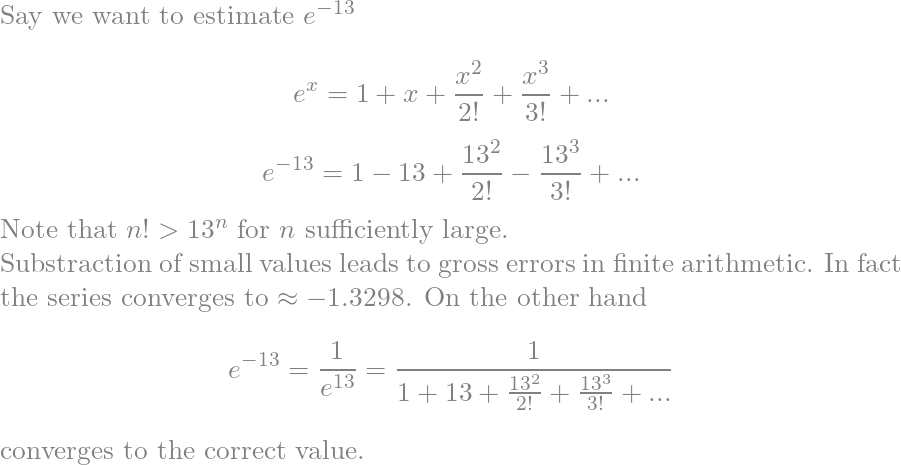 Say we want to estimate $e^{-13}$
$e^x = 1 + x + \frac{x^2}{2!} + \frac{x^3}{3!} + ...$
$e^{-13} = 1 - 13 + \frac{13^2}{2!} - \frac{13^3}{3!} + ...$
Note that $n! > 13^n$ for $n$ sufficiently large.
Substraction of small values leads to gross errors in finite arithmetic. In fact
the series converges to $\approx -1.3298$. On the other hand
$e^{-13} = \frac{1}{e^{13}} = \frac{1}{1 + 13 + \frac{13^2}{2!} + \frac{13^3}{3!} + ...}$
converges to the correct value.